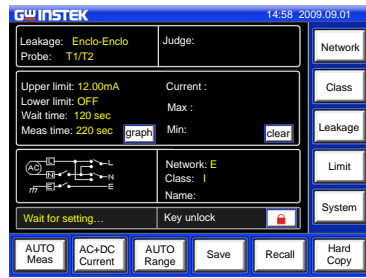 GWINSTEK 14:58 2009.09.01
Leakage: Enclo-Enclo
Probe: T1/T2
Judge:
Network
Upper limit: 12.00mA
Lower limit: OFF
Wait time: 120 sec
Meas time: 220 sec
graph
Current :
Max :
Min:
clear
Class
Leakage
AC
L
N
E
L
N
E
Network: E
Class: I
Name:
Limit
Wait for setting...
Key unlock
System
AUTO
Meas
AC+DC
Current
AUTO
Range
Save
Recall
Hard
Copy